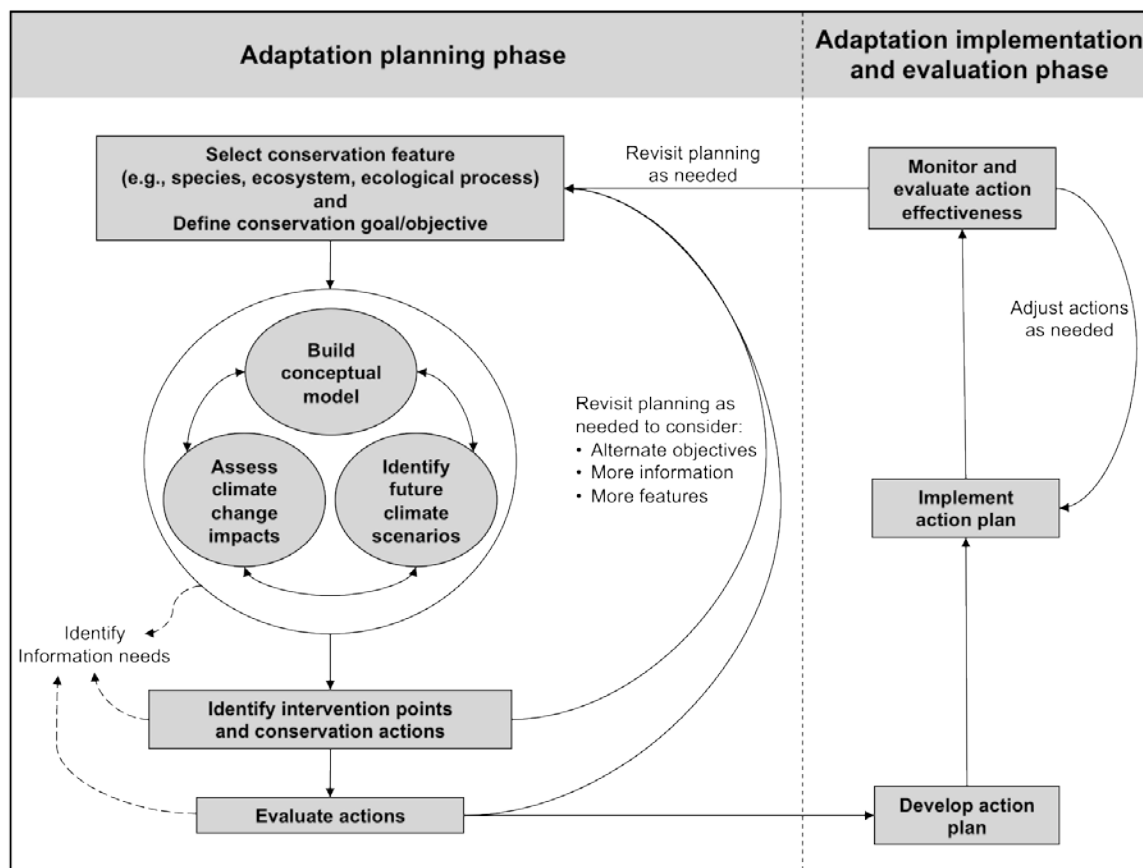 Adaptation planning phase
Adaptation implementation
and evaluation phase
Select conservation feature
(e.g., species, ecosystem, ecological process)
and
Define conservation goal/objective
Revisit planning
as needed
Monitor and
evaluate action
effectiveness
Build
conceptual
model
Adjust actions
as needed
Assess
climate
change
impacts
Identify
future
climate
scenarios
Revisit planning as
needed to consider:
• Alternate objectives
• More information
• More features
Implement
action plan
Identify
Information needs
Identify intervention points
and conservation actions
Evaluate actions
Develop action
plan